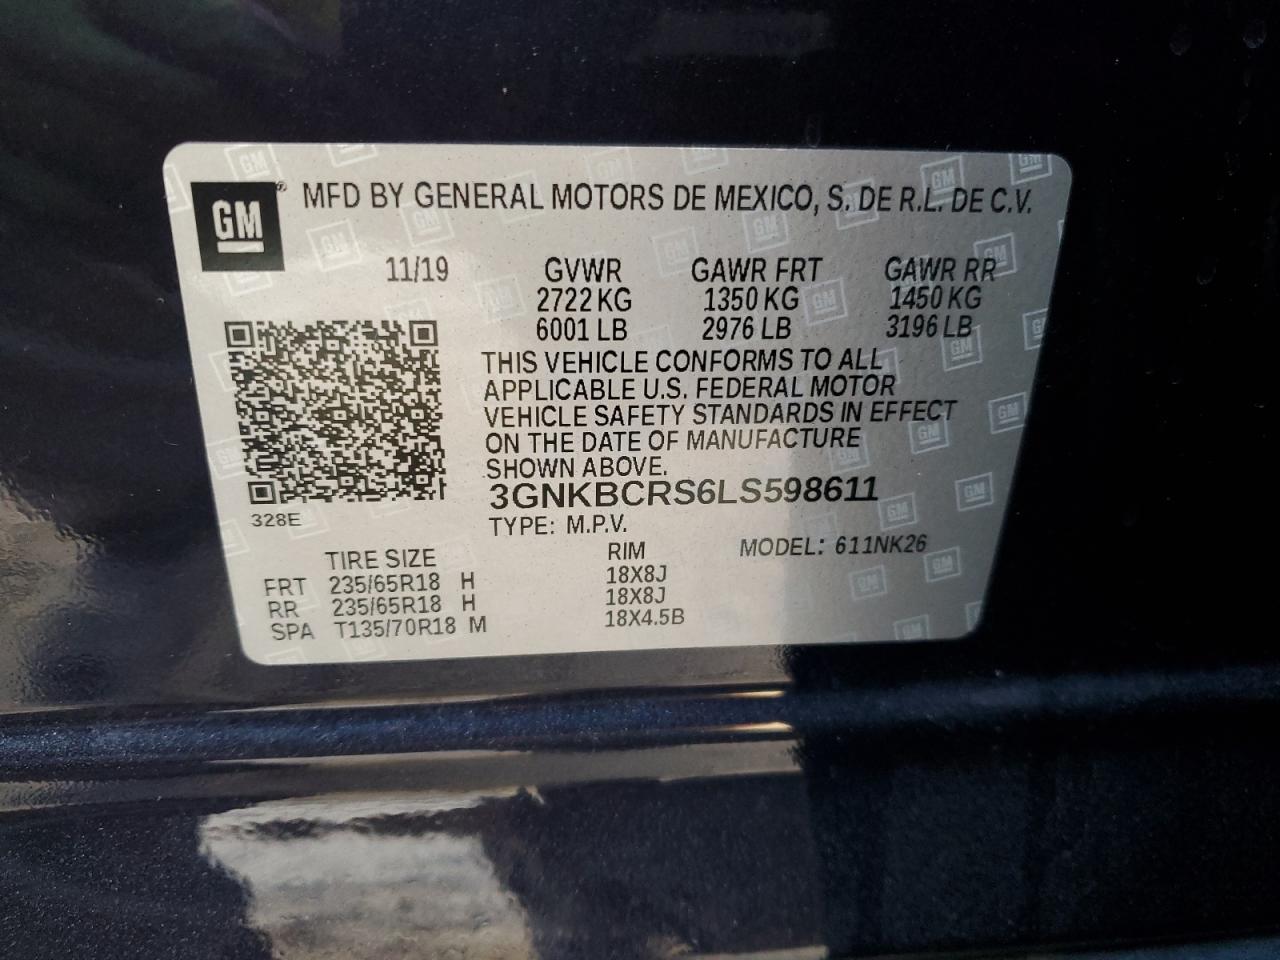 GM® MFD BY GENERAL MOTORS DE MEXICO, S. DE R.L. DE C.V.
11/19 GVWR GAWR FRT GAWR RR
2722 KG 1350 KG 1450 KG
6001 LB 2976 LB 3196 LB
THIS VEHICLE CONFORMS TO ALL
APPLICABLE U.S. FEDERAL MOTOR
VEHICLE SAFETY STANDARDS IN EFFECT
ON THE DATE OF MANUFACTURE
SHOWN ABOVE.
3GNKBCRS6LS598611
328E
TYPE: M.P.V.
TIRE SIZE RIM MODEL: 611NK26
FRT 235/65R18 H 18X8J
RR 235/65R18 H 18X8J
SPA T135/70R18 M 18X4.5B